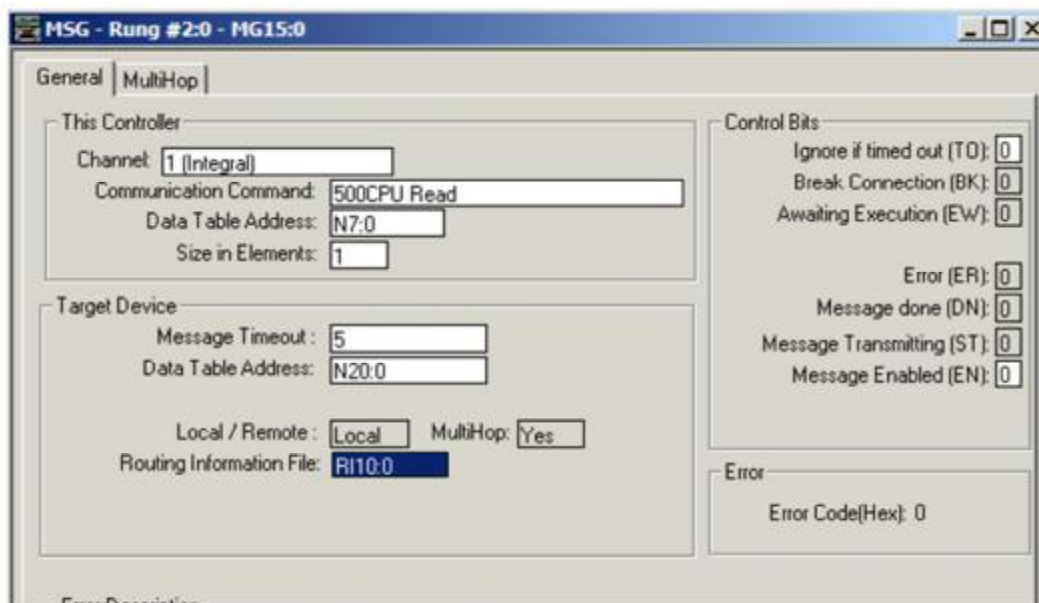 MSG - Rung #2:0 - MG15:0
General MultiHop
This Controller
Channel: 1 (Integral)
Communication Command: 500CPU Read
Data Table Address: N7:0
Size in Elements: 1
Target Device
Message Timeout : 5
Data Table Address: N20:0
Local / Remote : Local MultiHop: Yes
Routing Information File: RI10:0
Control Bits
Ignore if timed out (TO): 0
Break Connection (BK): 0
Awaiting Execution (EW): 0
Error (ER): 0
Message done (DN): 0
Message Transmitting (ST): 0
Message Enabled (EN): 0
Error
Error Code(Hex): 0
Error Description